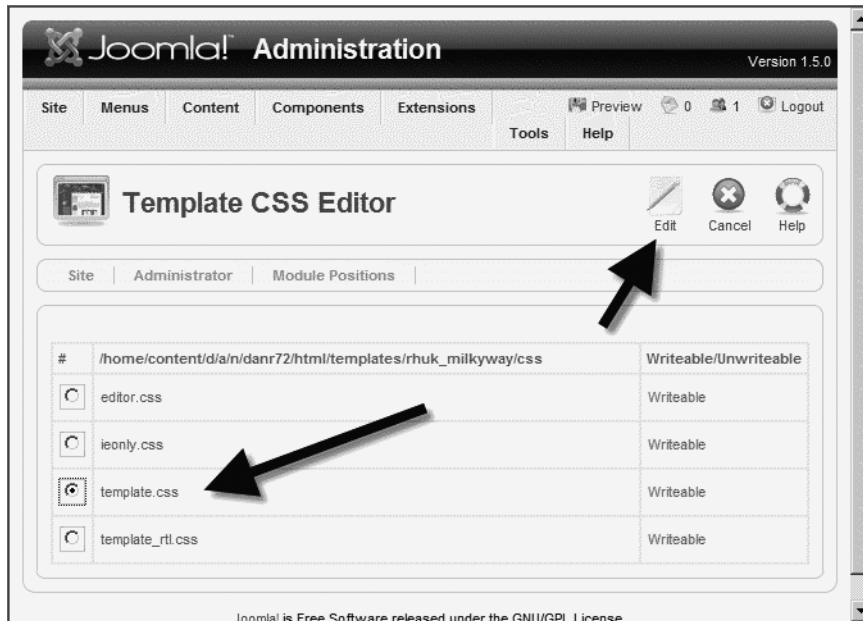 Joomla! Administration
Version 1.5.0
Site Menus Content Components Extensions Preview 0 1 Logout
Tools Help
Template CSS Editor
Edit Cancel Help
Site Administrator Module Positions
# /home/content/d/a/n/danr72/html/templates/rhuk_milkyway/css Writeable/Unwriteable
editor.css Writeable
ieonly.css Writeable
template.css Writeable
template_rtl.css Writeable
Joomla! is Free Software released under the GNU/GPL License.